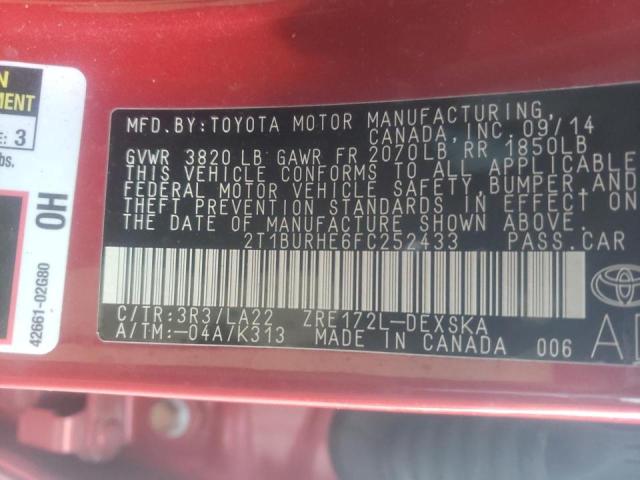 MFD.BY:TOYOTA MOTOR MANUFACTURING,
CANADA, INC. 09/14
GVWR 3820 LB GAWR FR 2070LB RR 1850LB
THIS VEHICLE CONFORMS TO ALL APPLICABLE
FEDERAL MOTOR VEHICLE SAFETY, BUMPER, AND
THEFT PREVENTION STANDARDS IN EFFECT ON
THE DATE OF MANUFACTURE SHOWN ABOVE.
2T1BURHE6FC252433 PASS.CAR
C/TR:3R3/LA22 ZRE172L-DEXSKA
A/TM:-04A/K313 MADE IN CANADA 006
OH
42661-02G80
3
lbs.